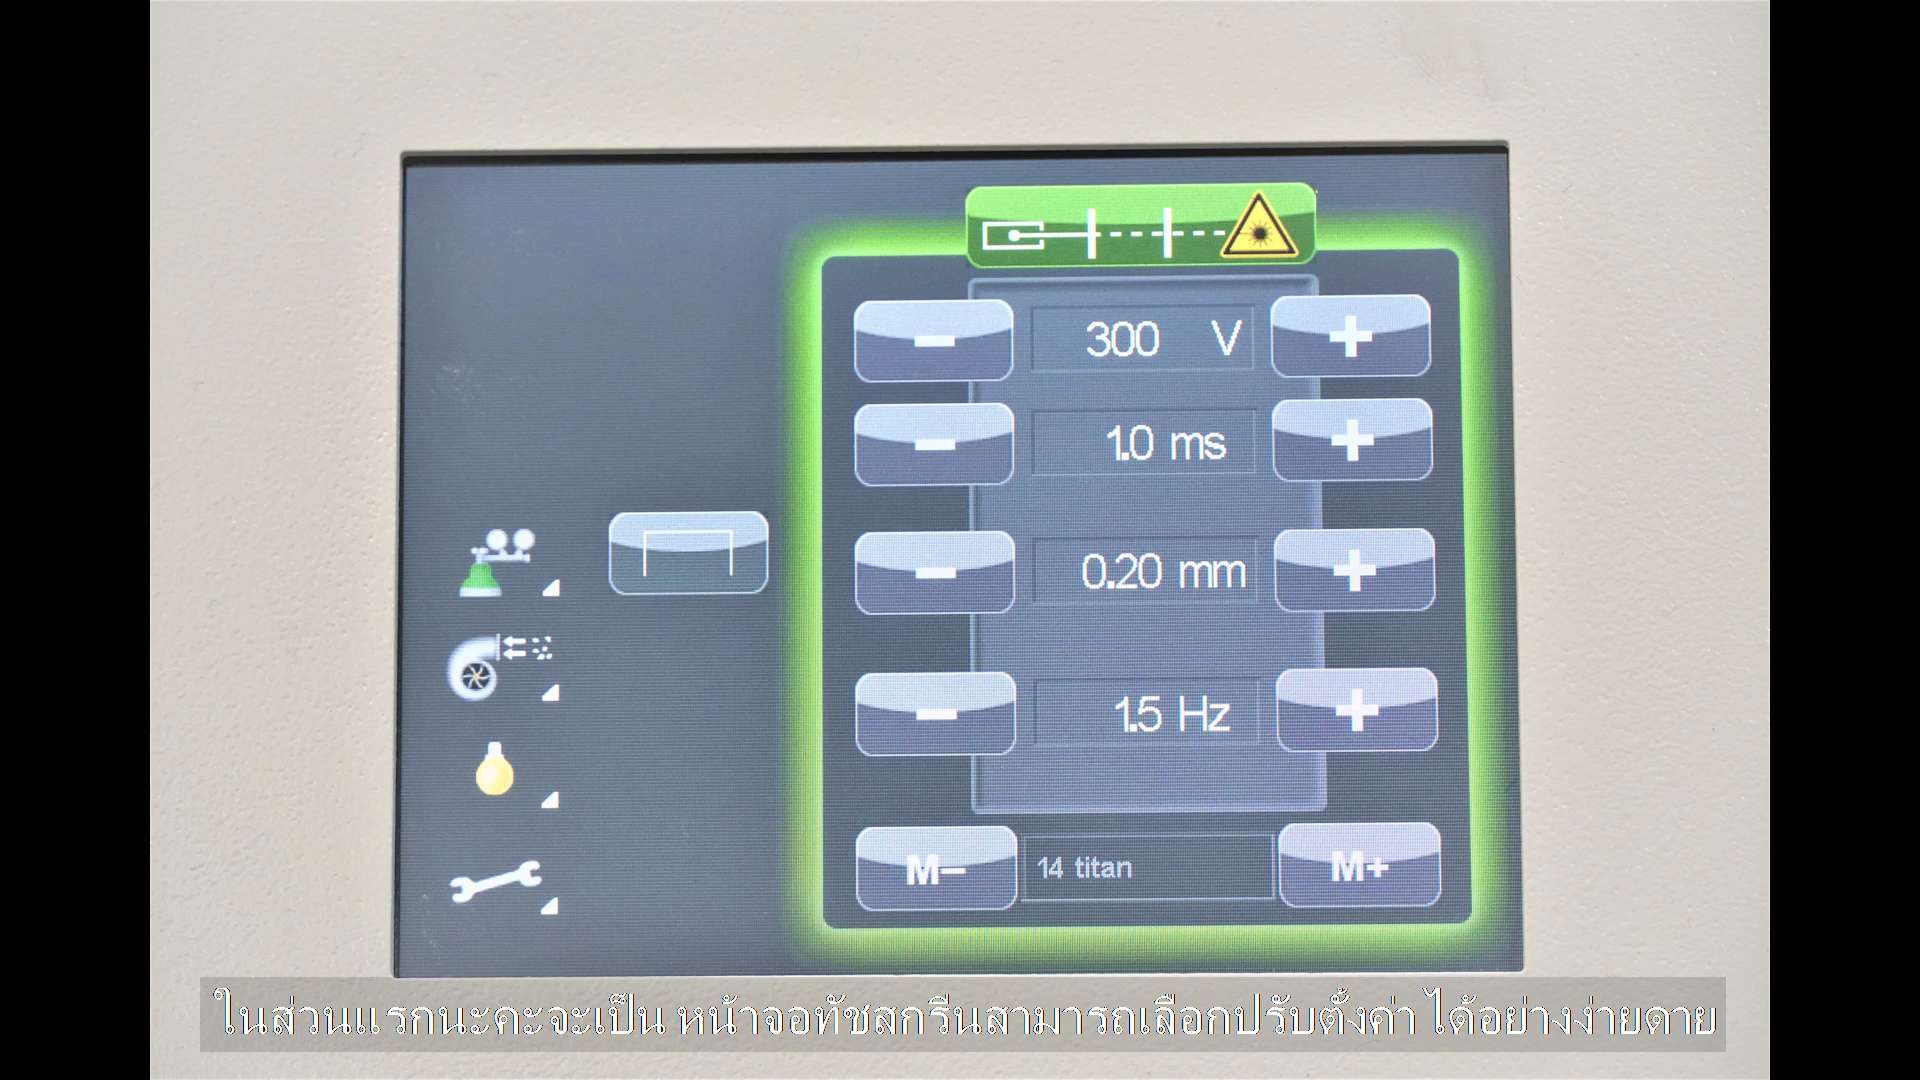 300 V
1.0 ms
0.20 mm
1.5 Hz
M− 14 titan M+
ในส่วนแรกนะคะจะเป็น หน้าจอทัชสกรีนสามารถเลือกปรับตั้งค่า ได้อย่างง่ายดาย